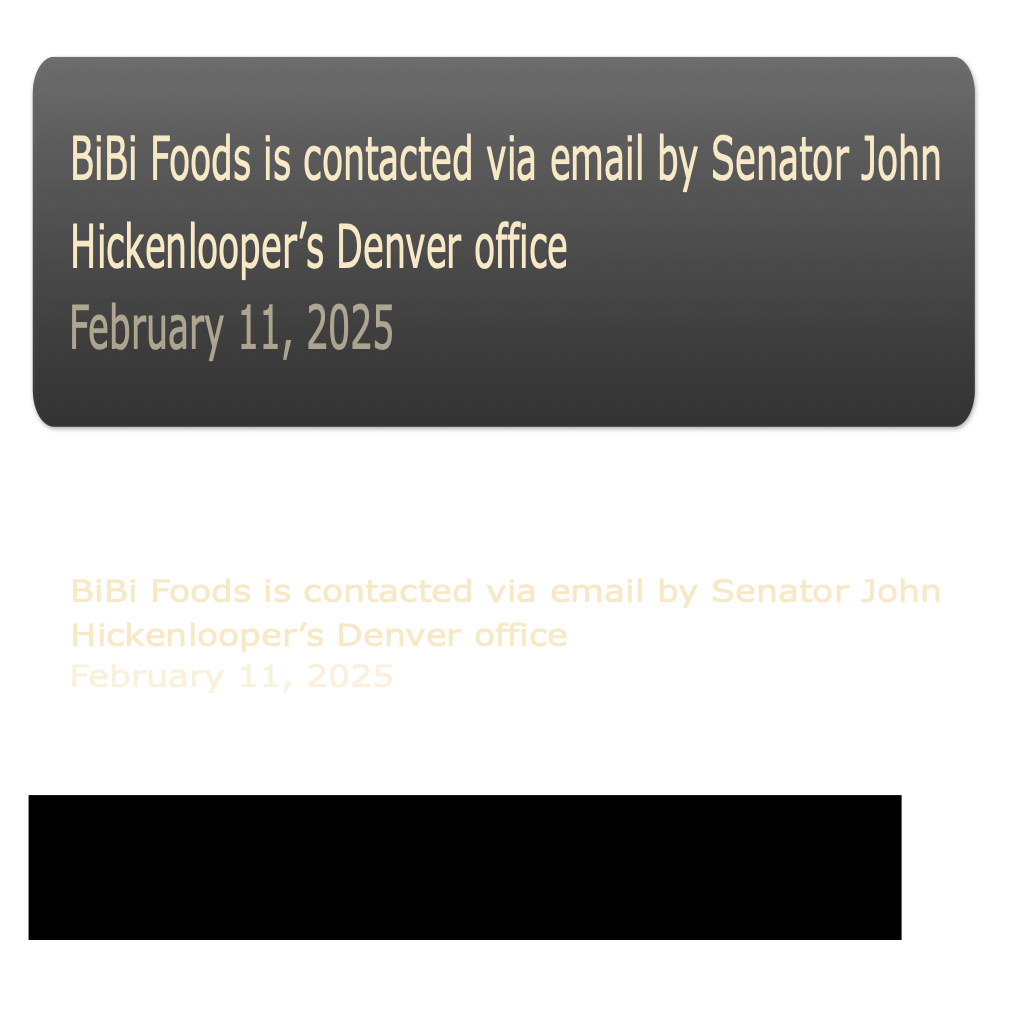 BiBi Foods is contacted via email by Senator John
Hickenlooper’s Denver office
February 11, 2025
BiBi Foods is contacted via email by Senator John
Hickenlooper’s Denver office
February 11, 2025